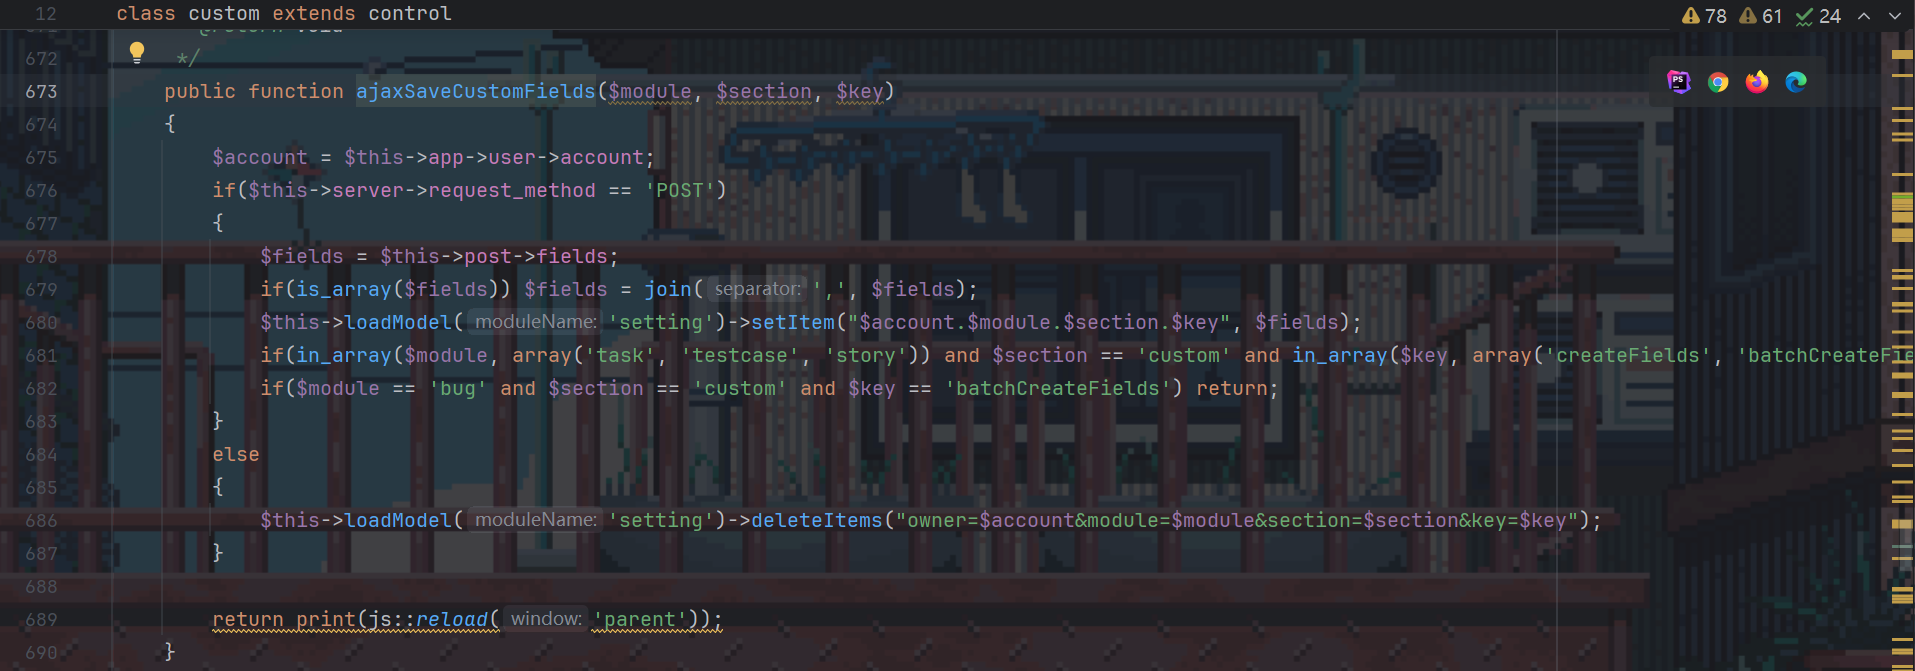 12 class custom extends control 78 61 24
672 */
673 public function ajaxSaveCustomFields($module, $section, $key)
674 {
675 $account = $this->app->user->account;
676 if($this->server->request_method == 'POST')
677 {
678 $fields = $this->post->fields;
679 if(is_array($fields)) $fields = join( separator: ',', $fields);
680 $this->loadModel( moduleName: 'setting')->setItem("$account.$module.$section.$key", $fields);
681 if(in_array($module, array('task', 'testcase', 'story')) and $section == 'custom' and in_array($key, array('createFields', 'batchCreateFie
682 if($module == 'bug' and $section == 'custom' and $key == 'batchCreateFields') return;
683 }
684 else
685 {
686 $this->loadModel( moduleName: 'setting')->deleteItems("owner=$account&module=$module&section=$section&key=$key");
687 }
688
689 return print(js::reload( window: 'parent'));
690 }